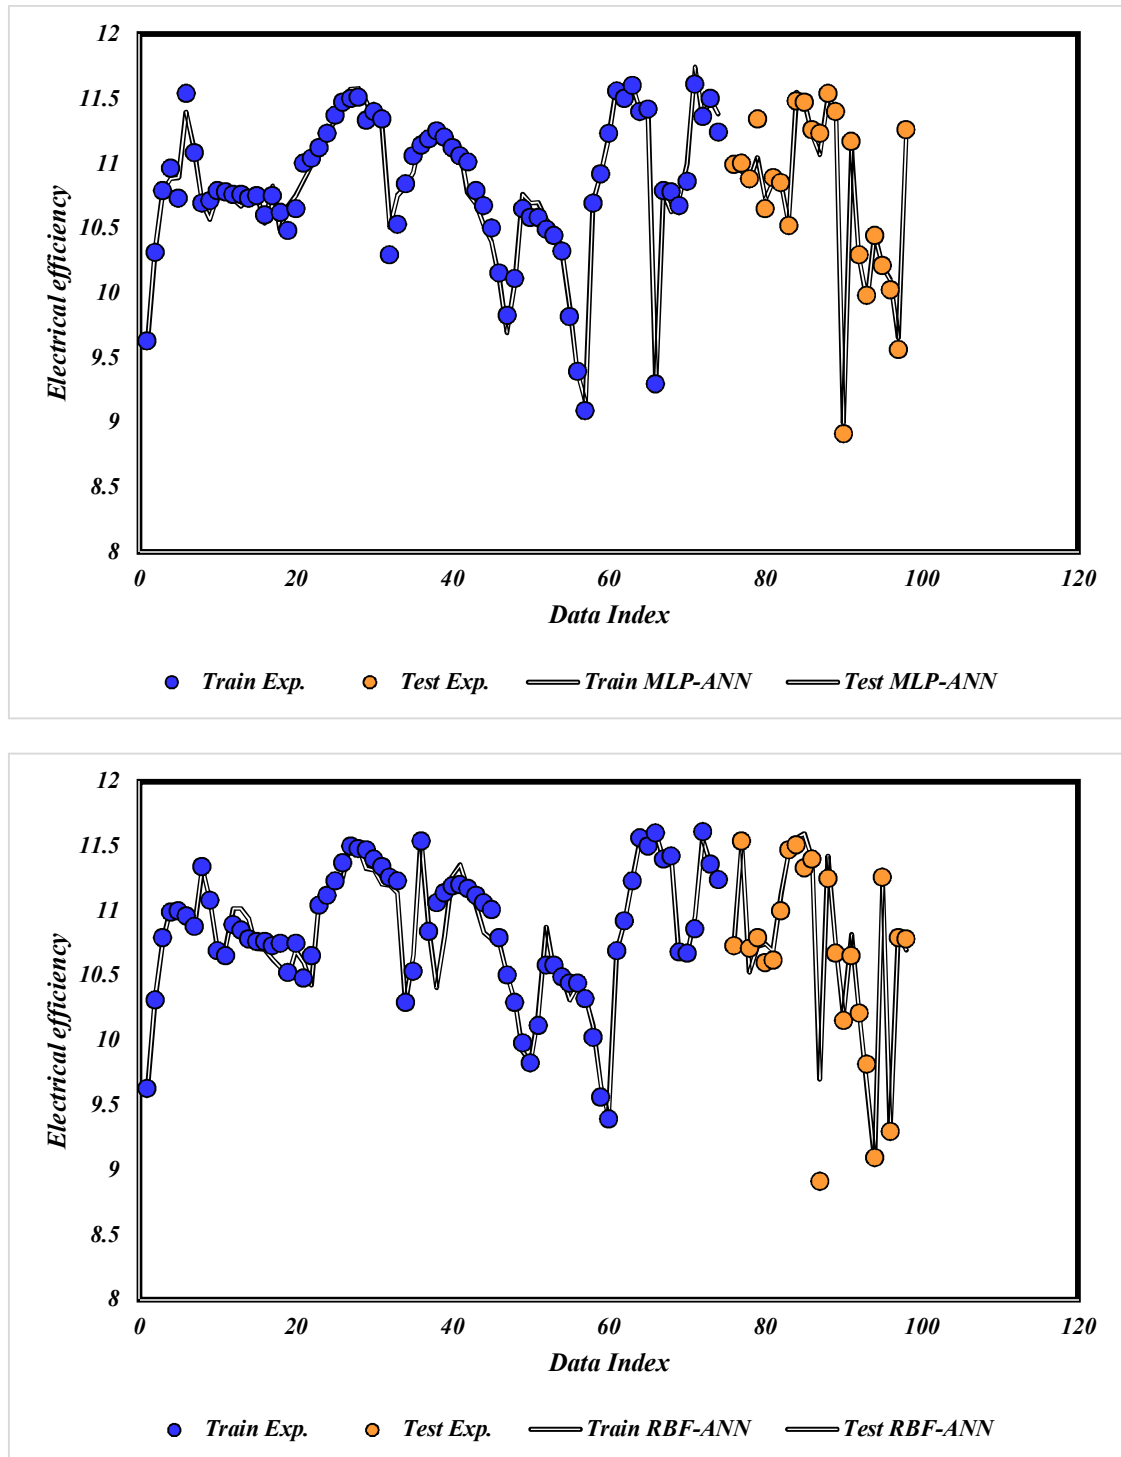 12
11.5
11
10.5
10
9.5
9
8.5
8
Electrical efficiency
0 20 40 60 80 100 120
Data Index
Train Exp. Test Exp. Train MLP-ANN Test MLP-ANN
12
11.5
11
10.5
10
9.5
9
8.5
8
Electrical efficiency
0 20 40 60 80 100 120
Data Index
Train Exp. Test Exp. Train RBF-ANN Test RBF-ANN